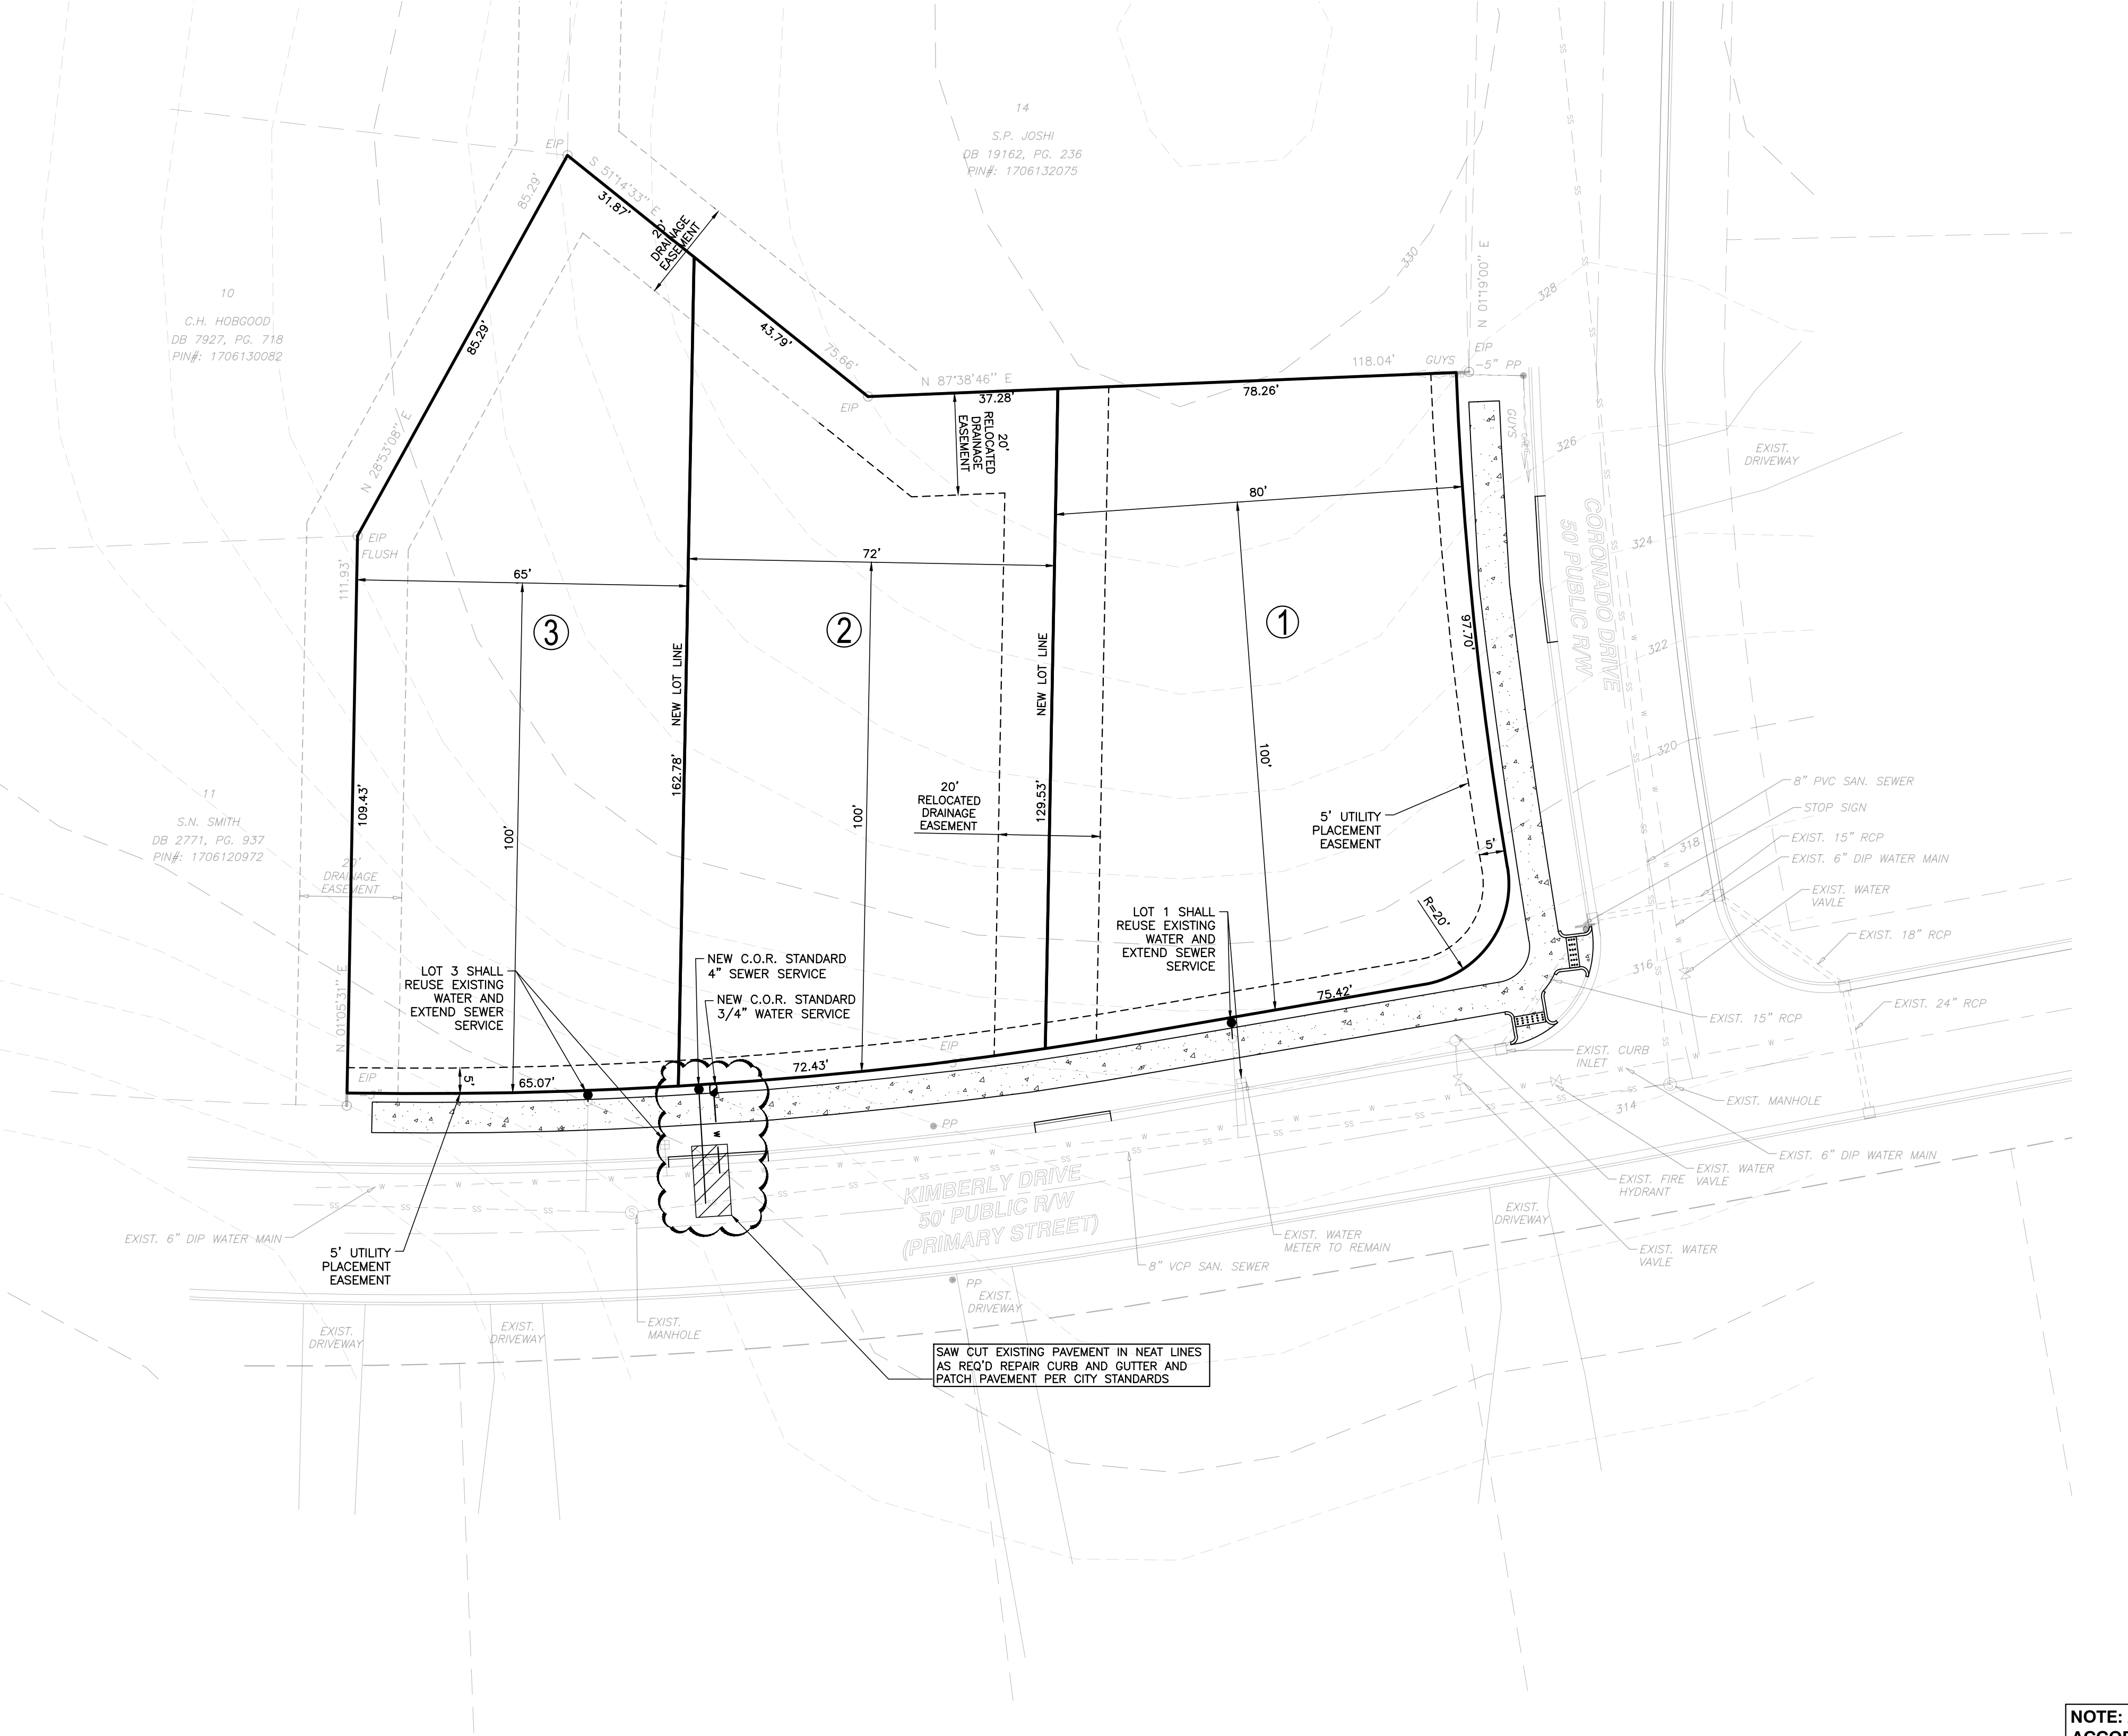 14
S.P. JOSHI
DB 19162, PG. 236
PIN#: 1706132075
EIP
S 51°14'33" E
31.87'
85.29'
85.29'
20'
DRAINAGE
EASEMENT
N 01°19'00" E
330
328
10
C.H. HOBGOOD
DB 7927, PG. 718
PIN#: 1706130082
43.79'
75.66'
N 87°38'46" E
37.28'
118.04'
78.26'
GUYS
EIP
-5" PP
EIP
GUYS
N 28°53'08" E
20'
RELOCATED
DRAINAGE
EASEMENT
326
EXIST.
DRIVEWAY
80'
EIP
FLUSH
111.93'
65'
72'
324
CORONADO DRIVE
50' PUBLIC R/W
3
2
1
97.70'
322
NEW LOT LINE
162.78'
NEW LOT LINE
129.53'
109.43'
100'
100'
100'
320
20'
RELOCATED
DRAINAGE
EASEMENT
5' UTILITY
PLACEMENT
EASEMENT
5'
318
8" PVC SAN. SEWER
STOP SIGN
EXIST. 15" RCP
EXIST. 6" DIP WATER MAIN
EXIST. WATER
VAVLE
EXIST. 18" RCP
11
S.N. SMITH
DB 2771, PG. 937
PIN#: 1706120972
20'
DRAINAGE
EASEMENT
R=20'
LOT 1 SHALL
REUSE EXISTING
WATER AND
EXTEND SEWER
SERVICE
316
NEW C.O.R. STANDARD
4" SEWER SERVICE
NEW C.O.R. STANDARD
3/4" WATER SERVICE
LOT 3 SHALL
REUSE EXISTING
WATER AND
EXTEND SEWER
SERVICE
N 01°05'31" E
75.42'
EXIST. 24" RCP
EXIST. 15" RCP
EIP
EIP
5'
65.07'
72.43'
EXIST. CURB
INLET
EXIST. MANHOLE
314
PP
W
SS
S
KIMBERLY DRIVE
50' PUBLIC R/W
(PRIMARY STREET)
EXIST. 6" DIP WATER MAIN
EXIST. WATER
VAVLE
EXIST. FIRE
HYDRANT
EXIST. DRIVEWAY
EXIST. 6" DIP WATER MAIN
5' UTILITY
PLACEMENT
EASEMENT
EXIST. WATER
METER TO REMAIN
EXIST. WATER
VAVLE
8" VCP SAN. SEWER
PP
EXIST.
DRIVEWAY
EXIST.
MANHOLE
EXIST.
DRIVEWAY
EXIST.
DRIVEWAY
SAW CUT EXISTING PAVEMENT IN NEAT LINES
AS REQ'D REPAIR CURB AND GUTTER AND
PATCH PAVEMENT PER CITY STANDARDS
NOTE: